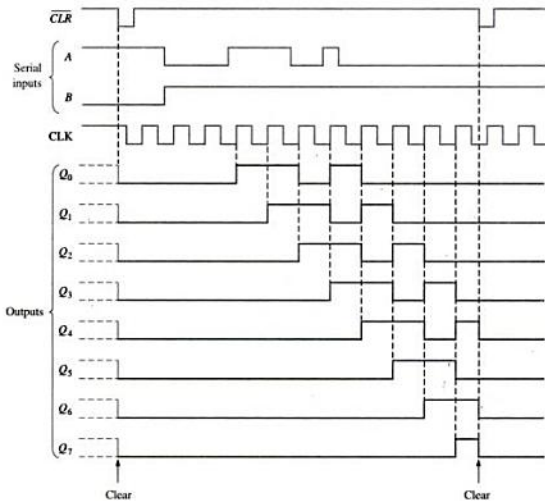 CLR
A
Serial
inputs
B
CLK
Q0
Q1
Q2
Q3
Outputs
Q4
Q5
Q6
Q7
Clear
Clear